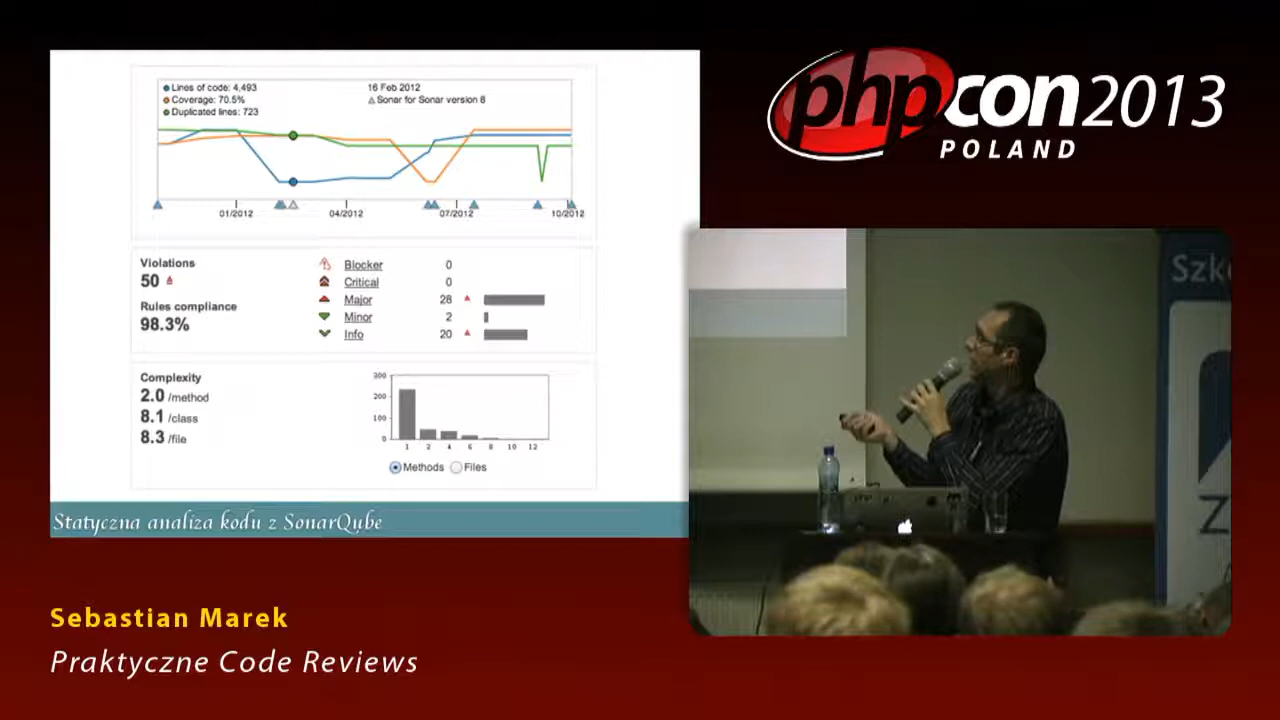 Lines of code: 4,493
Coverage: 70.5%
Duplicated lines: 723
16 Feb 2012
Sonar for Sonar version 8
01/2012
04/2012
07/2012
10/2012
Violations
50
Rules compliance
98.3%
Blocker 0
Critical 0
Major 28
Minor 2
Info 20
Complexity
2.0 /method
8.1 /class
8.3 /file
300
200
100
0
1 2 4 6 8 10 12
Methods Files
Statyczna analiza kodu z SonarQube
phpcon2013
POLAND
Sebastian Marek
Praktyczne Code Reviews